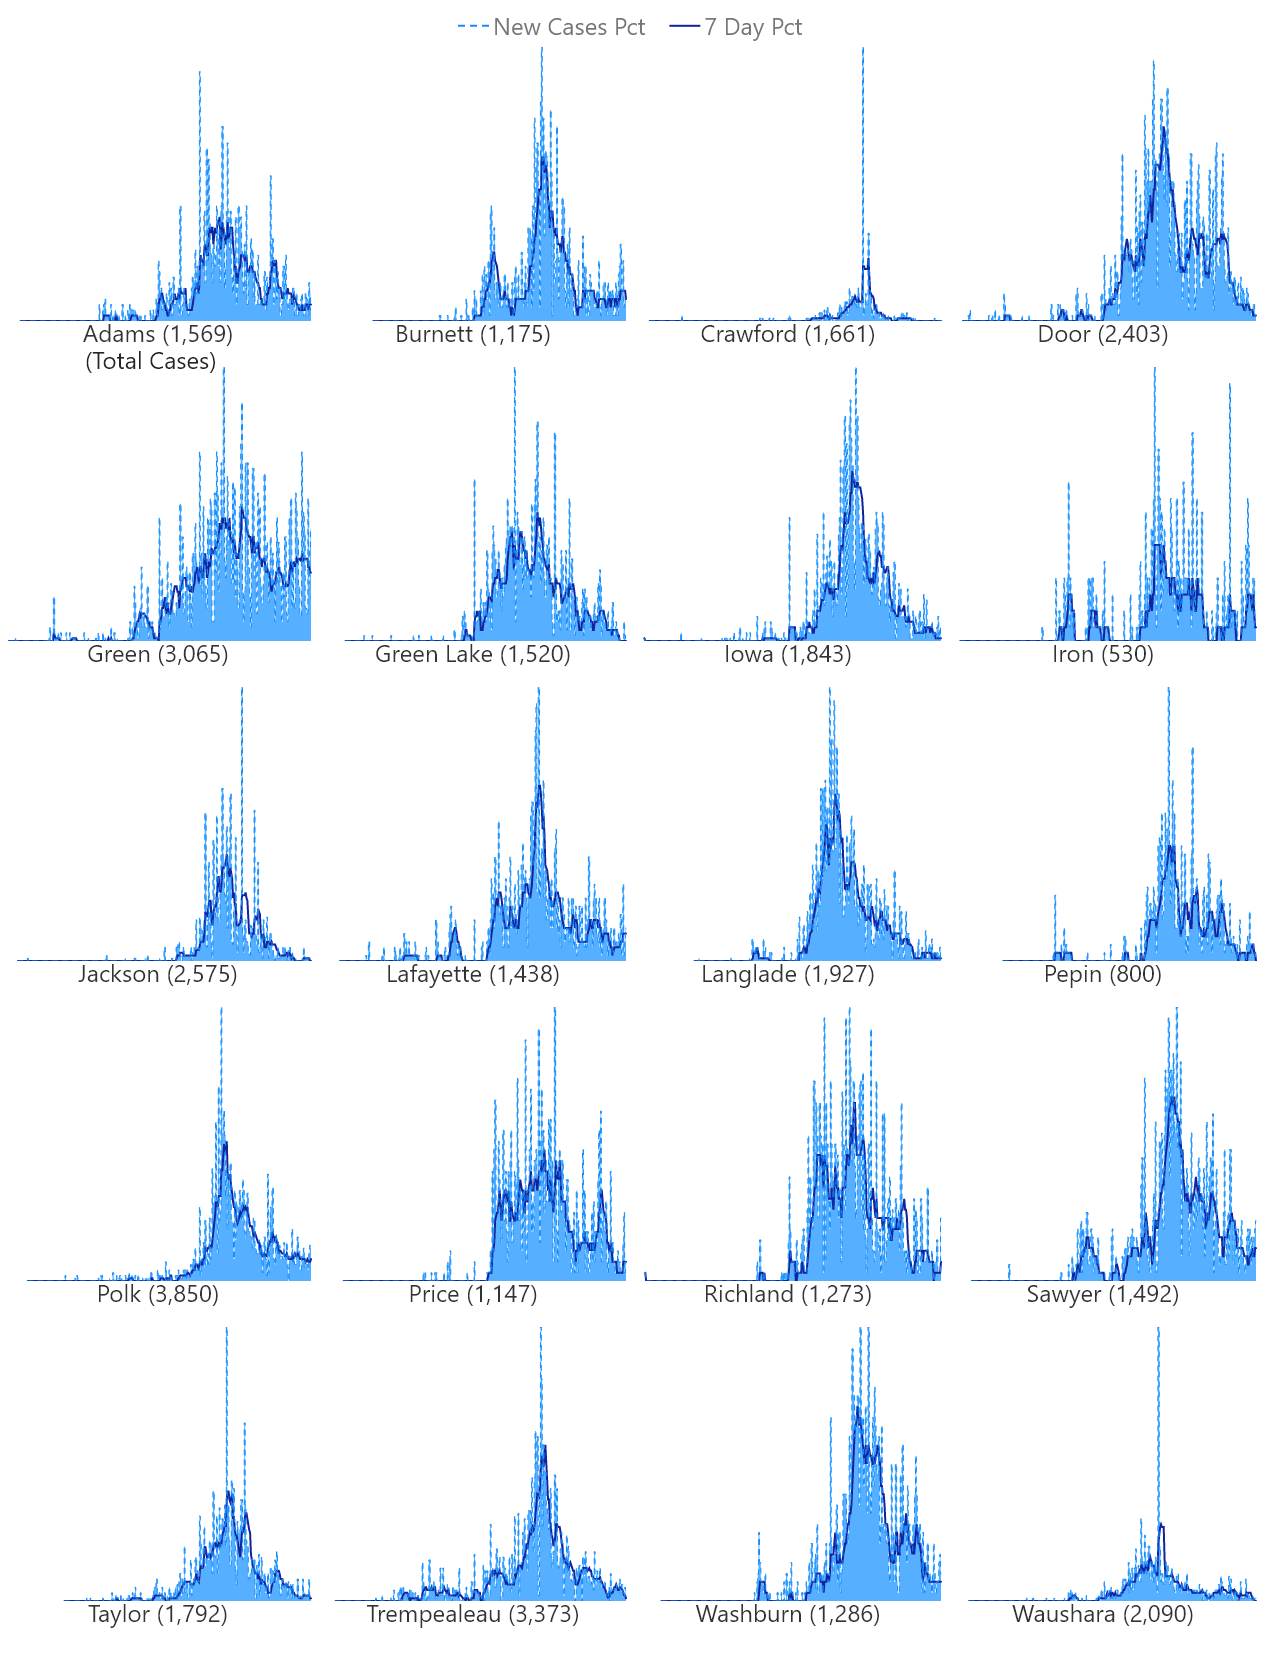 New Cases Pct 7 Day Pct
Adams (1,569) Burnett (1,175) Crawford (1,661) Door (2,403)
(Total Cases)
Green (3,065) Green Lake (1,520) Iowa (1,843) Iron (530)
Jackson (2,575) Lafayette (1,438) Langlade (1,927) Pepin (800)
Polk (3,850) Price (1,147) Richland (1,273) Sawyer (1,492)
Taylor (1,792) Trempealeau (3,373) Washburn (1,286) Waushara (2,090)